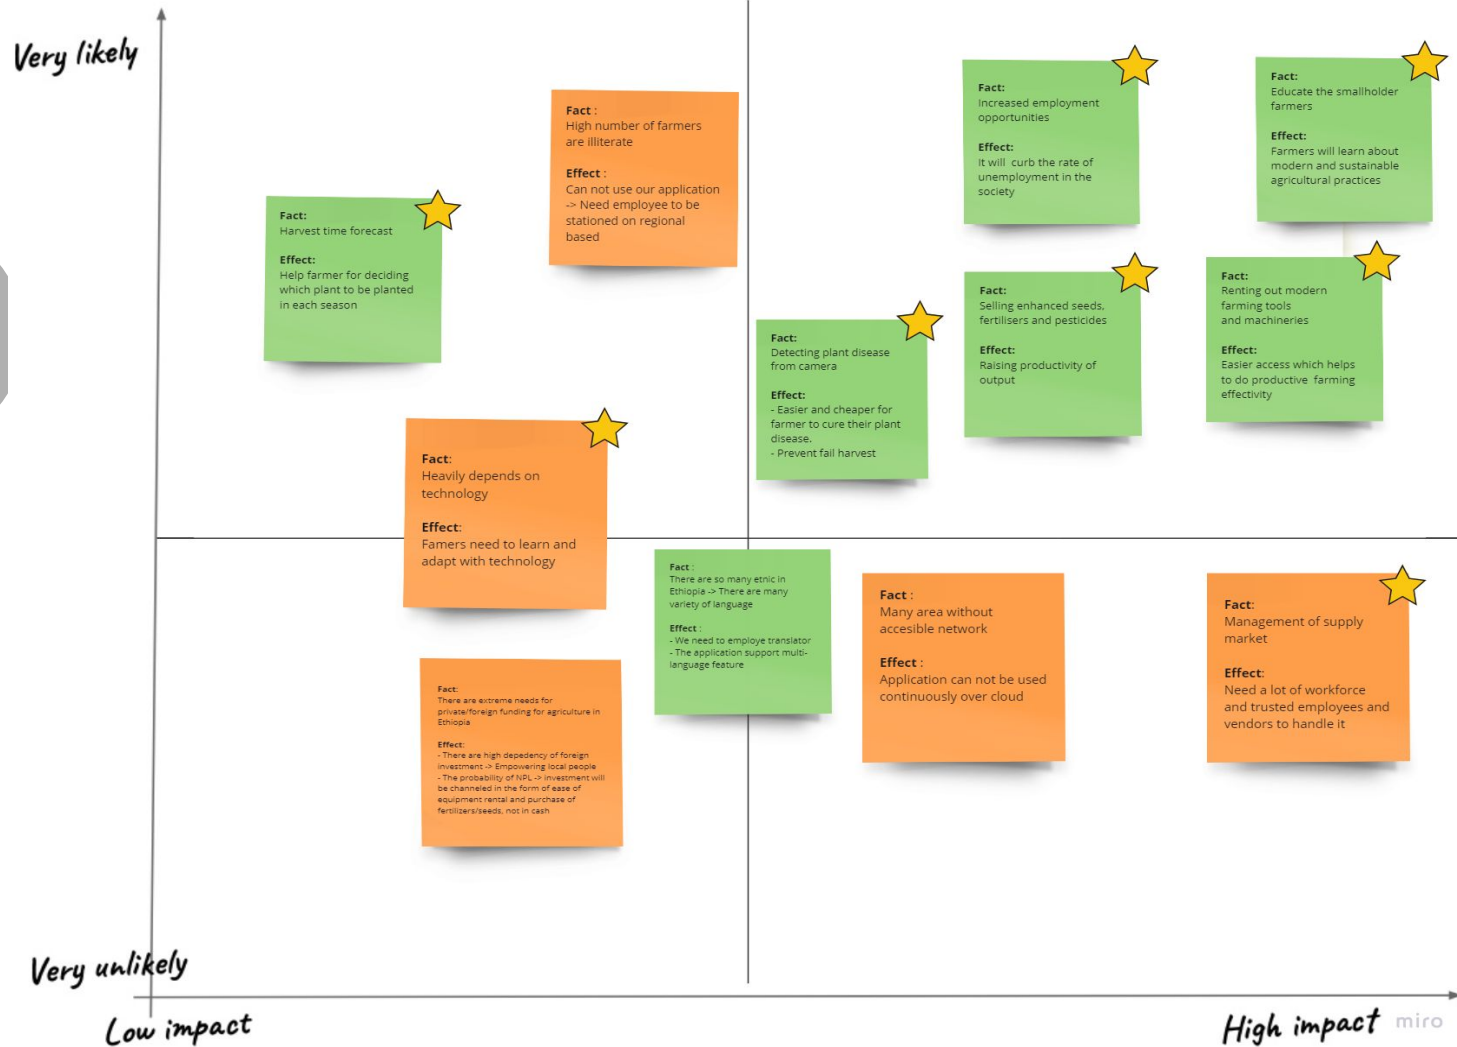 Very likely
Fact:
Harvest time forecast
Effect:
Help farmer for deciding
which plant to be planted
in each season
Fact :
High number of farmers
are illiterate
Effect :
Can not use our application
-> Need employee to be
stationed on regional
based
Fact:
Increased employment
opportunities
Effect:
It will curb the rate of
unemployment in the
society
Fact:
Educate the smallholder
farmers
Effect:
Farmers will learn about
modern and sustainable
agricultural practices
Fact:
Detecting plant disease
from camera
Effect:
- Easier and cheaper for
farmer to cure their plant
disease.
- Prevent fail harvest
Fact:
Selling enhanced seeds,
fertilisers and pesticides
Effect:
Raising productivity of
output
Fact:
Renting out modern
farming tools
and machineries
Effect:
Easier access which helps
to do productive farming
effectivity
Fact:
Heavily depends on
technology
Effect:
Famers need to learn and
adapt with technology
Fact :
There are so many etnic in
Ethiopia -> There are many
variety of language
Effect :
- We need to employe translator
- The application support multi-
language feature
Fact :
Many area without
accesible network
Effect :
Application can not be used
continuously over cloud
Fact:
Management of supply
market
Effect:
Need a lot of workforce
and trusted employees and
vendors to handle it
Fact:
There are extreme needs for
private/foreign funding for agriculture in
Ethiopia
Effect:
- There are high depedency of foreign
investment -> Empowering local people
- The probability of NPL -> investment will
be channeled in the form of ease of
equipment rental and purchase of
fertilizers/seeds, not in cash
Very unlikely
Low impact
High impact
miro